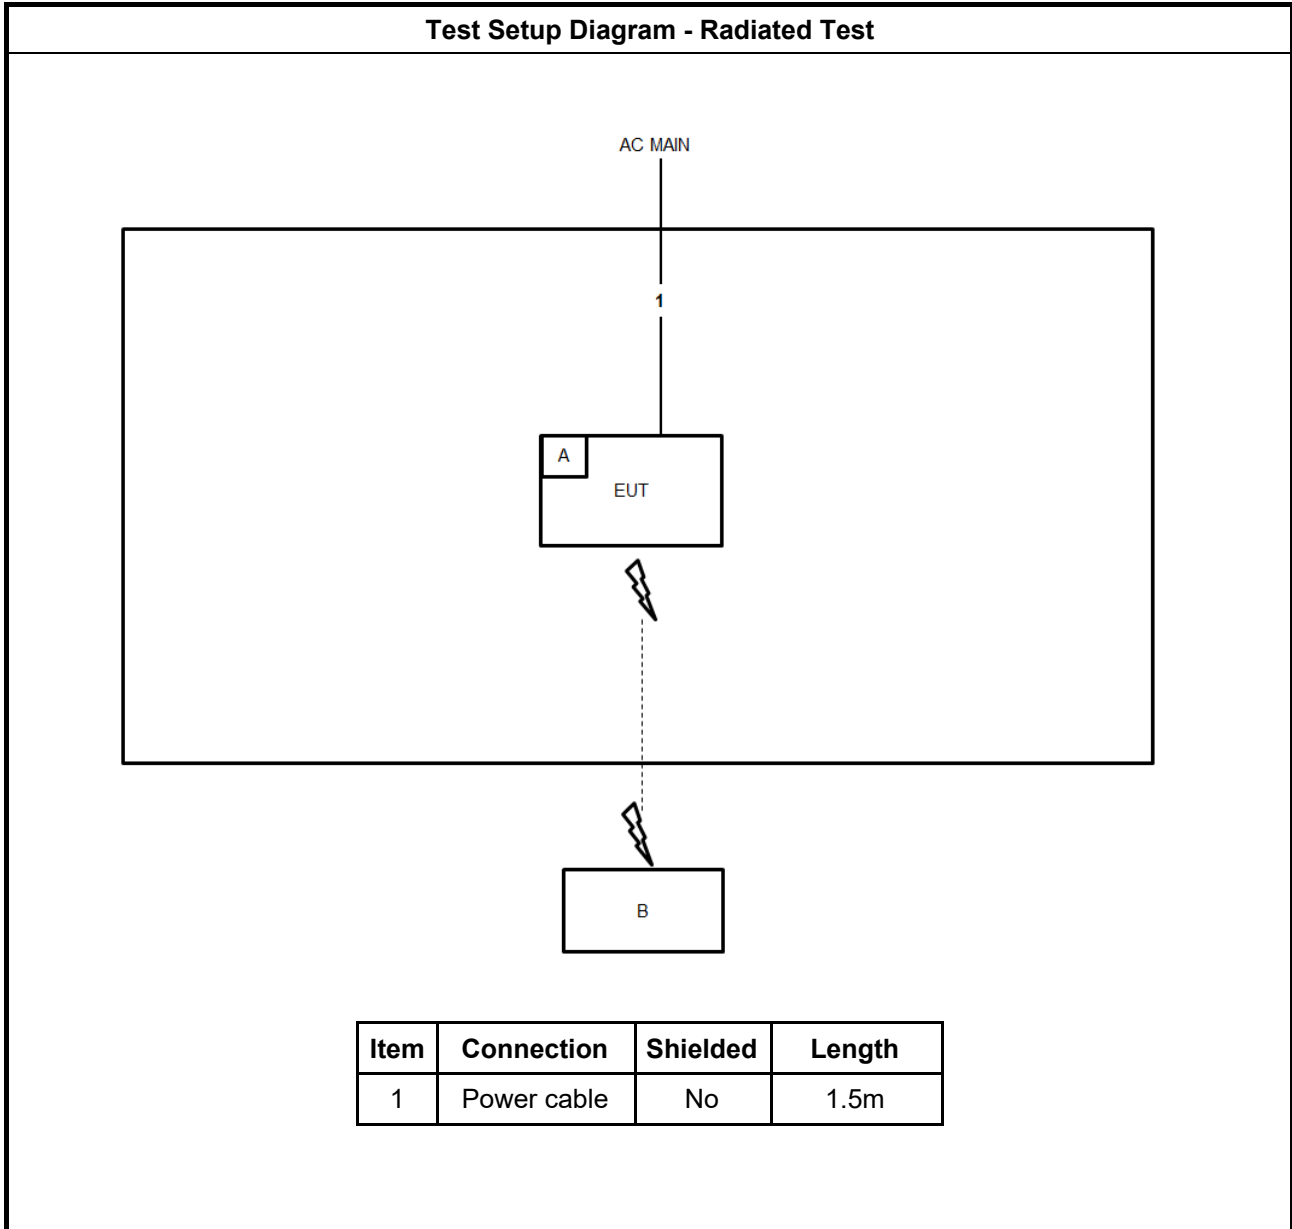 Test Setup Diagram - Radiated Test
AC MAIN
1
A
EUT
B
Item Connection Shielded Length
1 Power cable No 1.5m